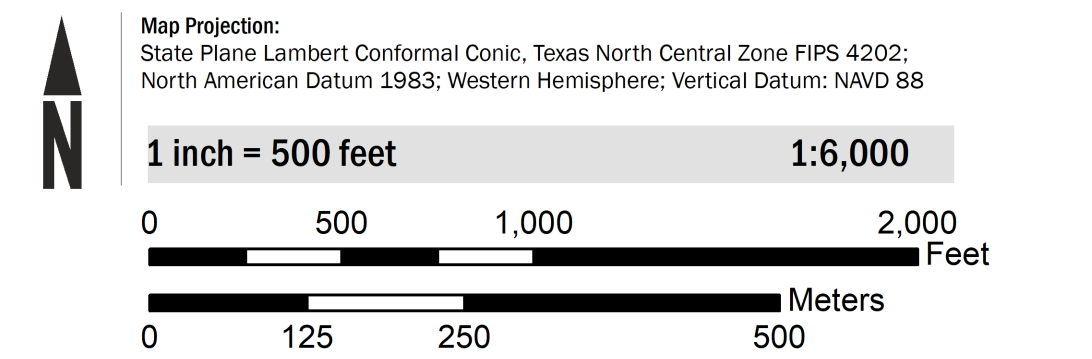 N
Map Projection:
State Plane Lambert Conformal Conic, Texas North Central Zone FIPS 4202;
North American Datum 1983; Western Hemisphere; Vertical Datum: NAVD 88
1 inch = 500 feet 1:6,000
0 500 1,000 2,000
Feet
Meters
0 125 250 500